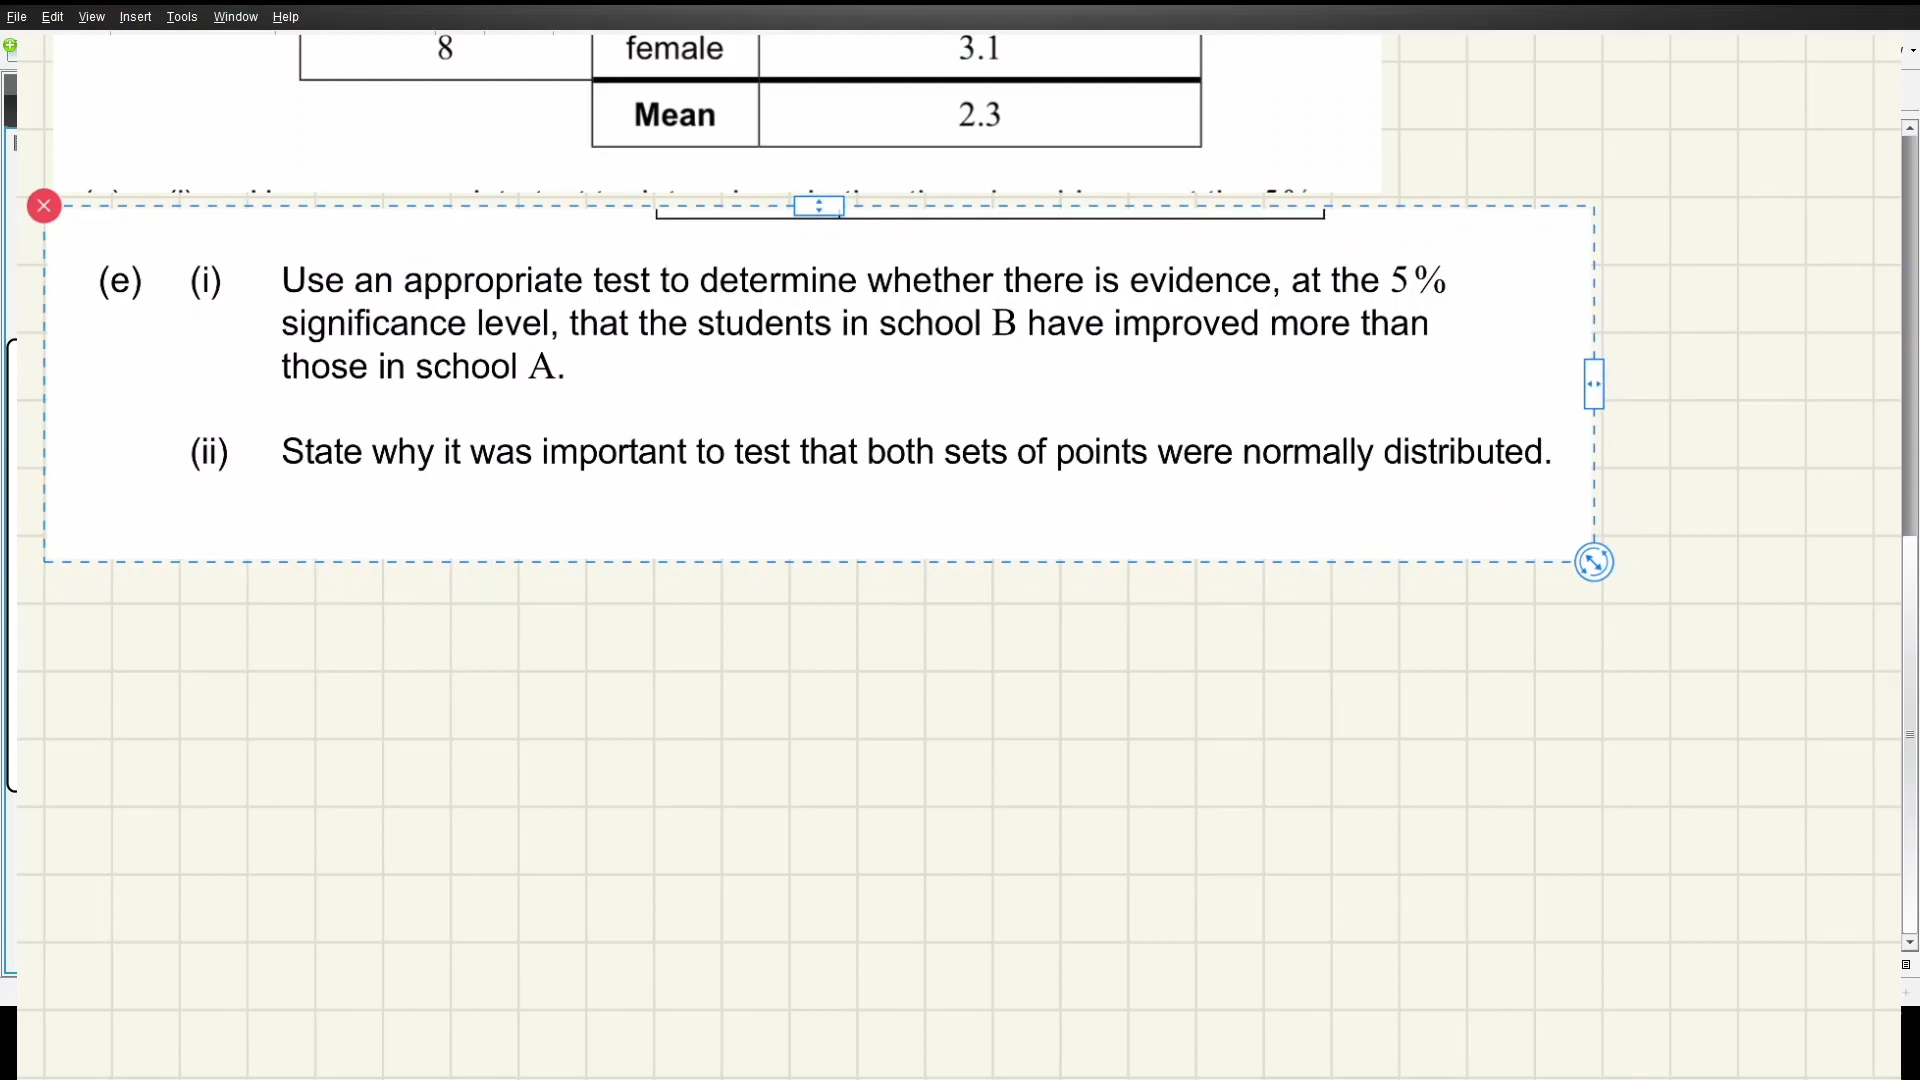 File Edit View Insert Tools Window Help
8 female 3.1
Mean 2.3
(e) (i) Use an appropriate test to determine whether there is evidence, at the 5%
significance level, that the students in school B have improved more than
those in school A.
(ii) State why it was important to test that both sets of points were normally distributed.